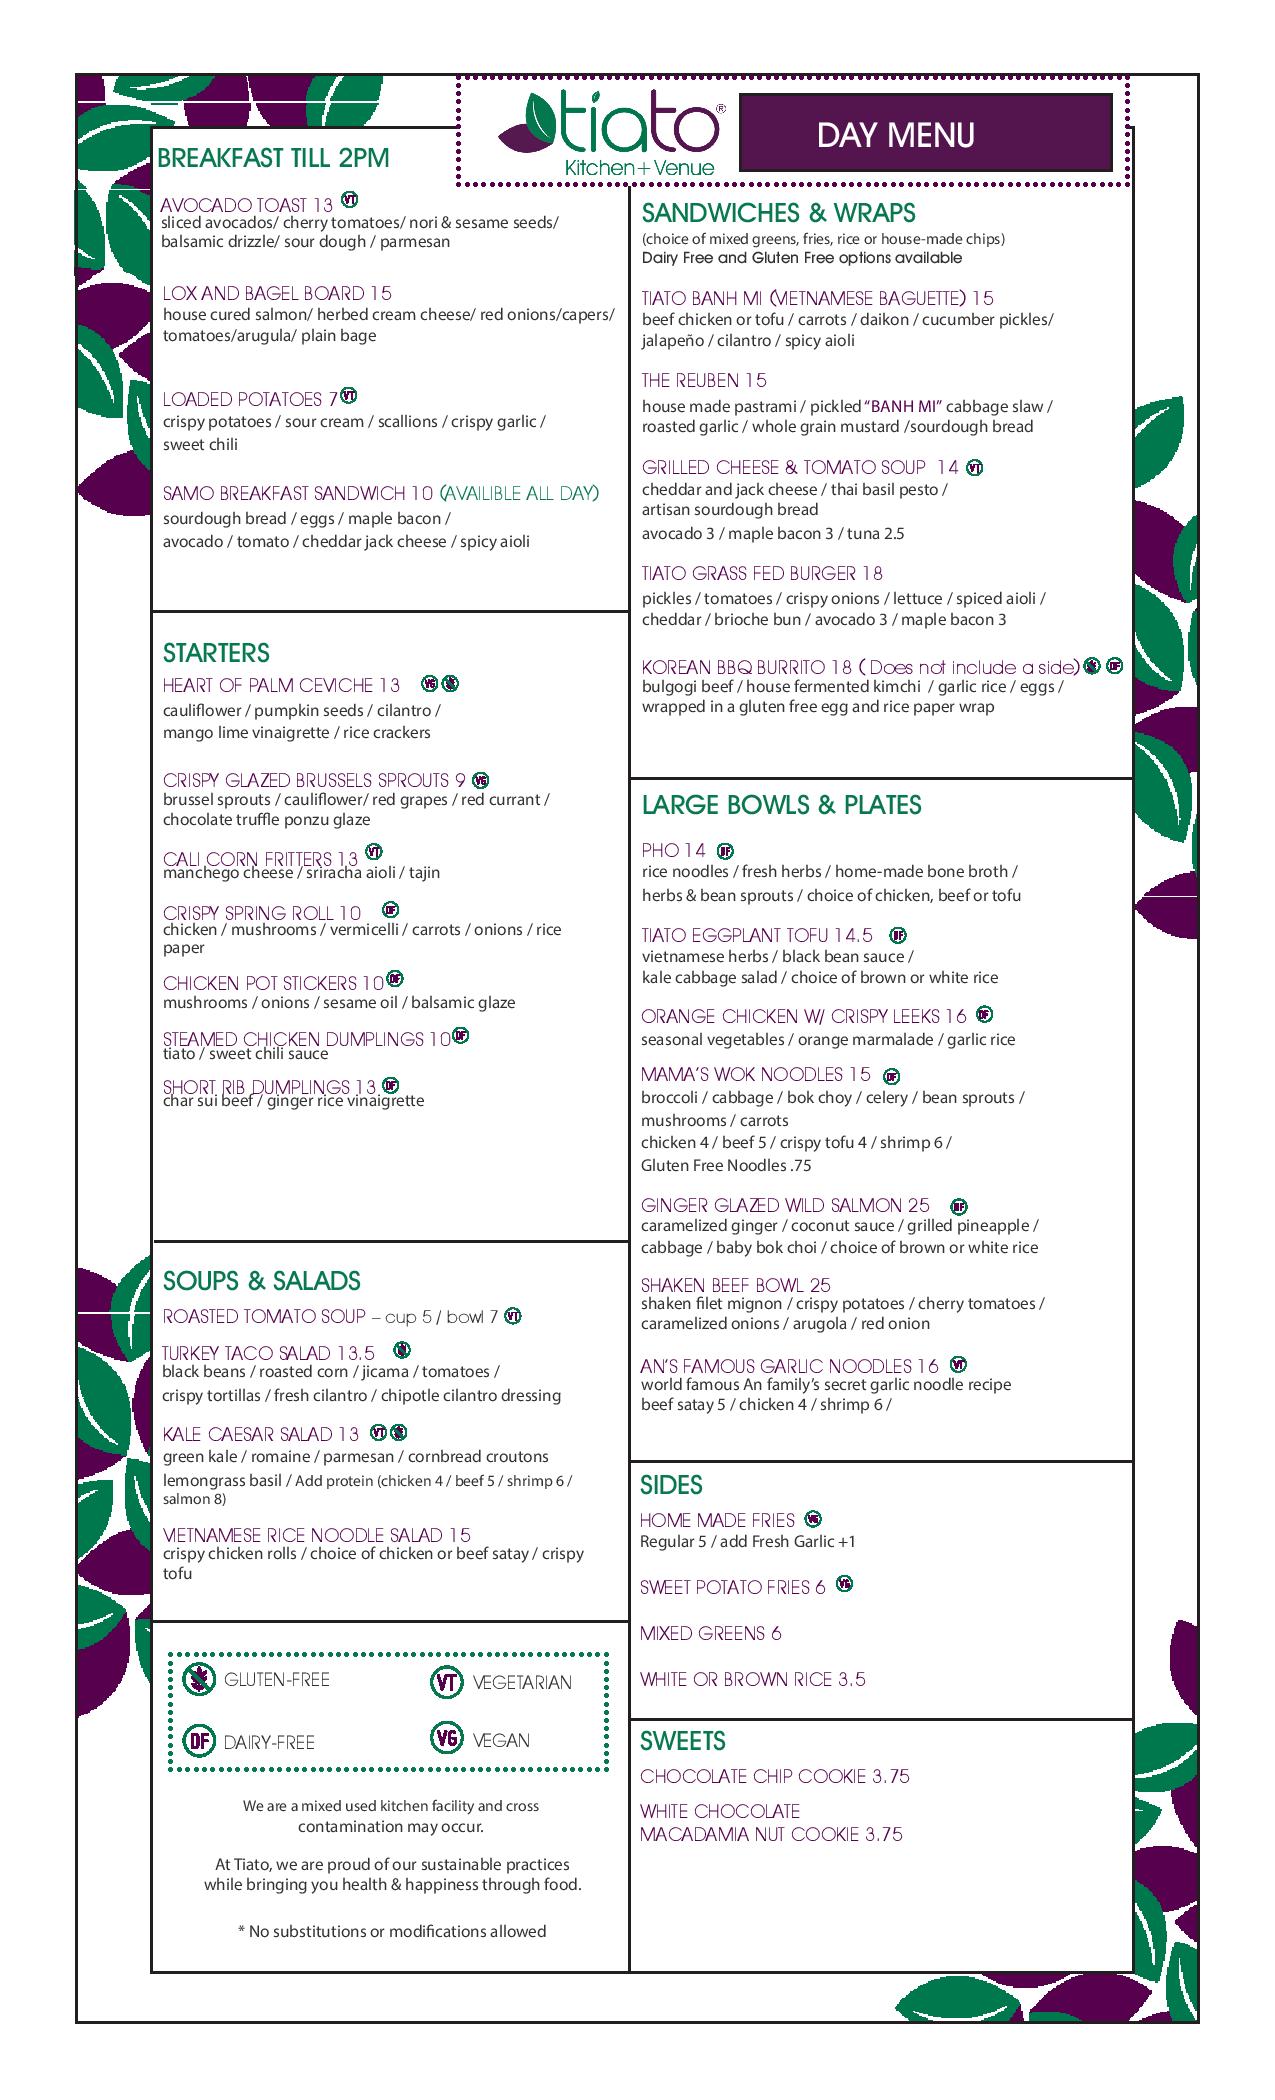 tiato®
Kitchen+Venue
DAY MENU
BREAKFAST TILL 2PM
AVOCADO TOAST 13 VT
sliced avocados/ cherry tomatoes/ nori & sesame seeds/
balsamic drizzle/ sour dough / parmesan
LOX AND BAGEL BOARD 15
house cured salmon/ herbed cream cheese/ red onions/capers/
tomatoes/arugula/ plain bage
LOADED POTATOES 7 VT
crispy potatoes / sour cream / scallions / crispy garlic /
sweet chili
SAMO BREAKFAST SANDWICH 10 (AVAILIBLE ALL DAY)
sourdough bread / eggs / maple bacon /
avocado / tomato / cheddar jack cheese / spicy aioli
STARTERS
HEART OF PALM CEVICHE 13 VG
cauliflower / pumpkin seeds / cilantro /
mango lime vinaigrette / rice crackers
CRISPY GLAZED BRUSSELS SPROUTS 9 VG
brussel sprouts / cauliflower/ red grapes / red currant /
chocolate truffle ponzu glaze
CALI CORN FRITTERS 13 VT
manchego cheese / sriracha aioli / tajin
CRISPY SPRING ROLL 10 DF
chicken / mushrooms / vermicelli / carrots / onions / rice
paper
CHICKEN POT STICKERS 10 DF
mushrooms / onions / sesame oil / balsamic glaze
STEAMED CHICKEN DUMPLINGS 10 DF
tiato / sweet chili sauce
SHORT RIB DUMPLINGS 13 DF
char sui beef / ginger rice vinaigrette
SOUPS & SALADS
ROASTED TOMATO SOUP – cup 5 / bowl 7 VT
TURKEY TACO SALAD 13.5
black beans / roasted corn / jicama / tomatoes /
crispy tortillas / fresh cilantro / chipotle cilantro dressing
KALE CAESAR SALAD 13 VT
green kale / romaine / parmesan / cornbread croutons
lemongrass basil / Add protein (chicken 4 / beef 5 / shrimp 6 /
salmon 8)
VIETNAMESE RICE NOODLE SALAD 15
crispy chicken rolls / choice of chicken or beef satay / crispy
tofu
GLUTEN-FREE
VT VEGETARIAN
DF DAIRY-FREE
VG VEGAN
We are a mixed used kitchen facility and cross
contamination may occur.
At Tiato, we are proud of our sustainable practices
while bringing you health & happiness through food.
* No substitutions or modifications allowed
SANDWICHES & WRAPS
(choice of mixed greens, fries, rice or house-made chips)
Dairy Free and Gluten Free options available
TIATO BANH MI (VIETNAMESE BAGUETTE) 15
beef chicken or tofu / carrots / daikon / cucumber pickles/
jalapeño / cilantro / spicy aioli
THE REUBEN 15
house made pastrami / pickled “BANH MI” cabbage slaw /
roasted garlic / whole grain mustard /sourdough bread
GRILLED CHEESE & TOMATO SOUP 14 VT
cheddar and jack cheese / thai basil pesto /
artisan sourdough bread
avocado 3 / maple bacon 3 / tuna 2.5
TIATO GRASS FED BURGER 18
pickles / tomatoes / crispy onions / lettuce / spiced aioli /
cheddar / brioche bun / avocado 3 / maple bacon 3
KOREAN BBQ BURRITO 18 ( Does not include a side) DF
bulgogi beef / house fermented kimchi / garlic rice / eggs /
wrapped in a gluten free egg and rice paper wrap
LARGE BOWLS & PLATES
PHO 14 DF
rice noodles / fresh herbs / home-made bone broth /
herbs & bean sprouts / choice of chicken, beef or tofu
TIATO EGGPLANT TOFU 14.5 DF
vietnamese herbs / black bean sauce /
kale cabbage salad / choice of brown or white rice
ORANGE CHICKEN W/ CRISPY LEEKS 16 DF
seasonal vegetables / orange marmalade / garlic rice
MAMA’S WOK NOODLES 15 DF
broccoli / cabbage / bok choy / celery / bean sprouts /
mushrooms / carrots
chicken 4 / beef 5 / crispy tofu 4 / shrimp 6 /
Gluten Free Noodles .75
GINGER GLAZED WILD SALMON 25 DF
caramelized ginger / coconut sauce / grilled pineapple /
cabbage / baby bok choi / choice of brown or white rice
SHAKEN BEEF BOWL 25
shaken filet mignon / crispy potatoes / cherry tomatoes /
caramelized onions / arugola / red onion
AN’S FAMOUS GARLIC NOODLES 16 VT
world famous An family’s secret garlic noodle recipe
beef satay 5 / chicken 4 / shrimp 6 /
SIDES
HOME MADE FRIES VG
Regular 5 / add Fresh Garlic +1
SWEET POTATO FRIES 6 VG
MIXED GREENS 6
WHITE OR BROWN RICE 3.5
SWEETS
CHOCOLATE CHIP COOKIE 3.75
WHITE CHOCOLATE
MACADAMIA NUT COOKIE 3.75